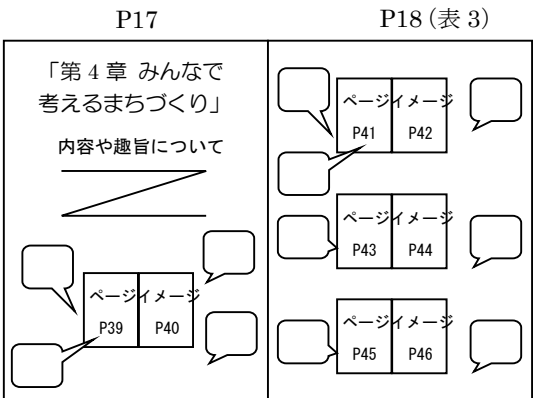 P17
P18（表 3）
「第 4 章 みんなで
考えるまちづくり」
内容や趣旨について
ページイメージ
P39 P40
ページイメージ
P41 P42
ページイメージ
P43 P44
ページイメージ
P45 P46